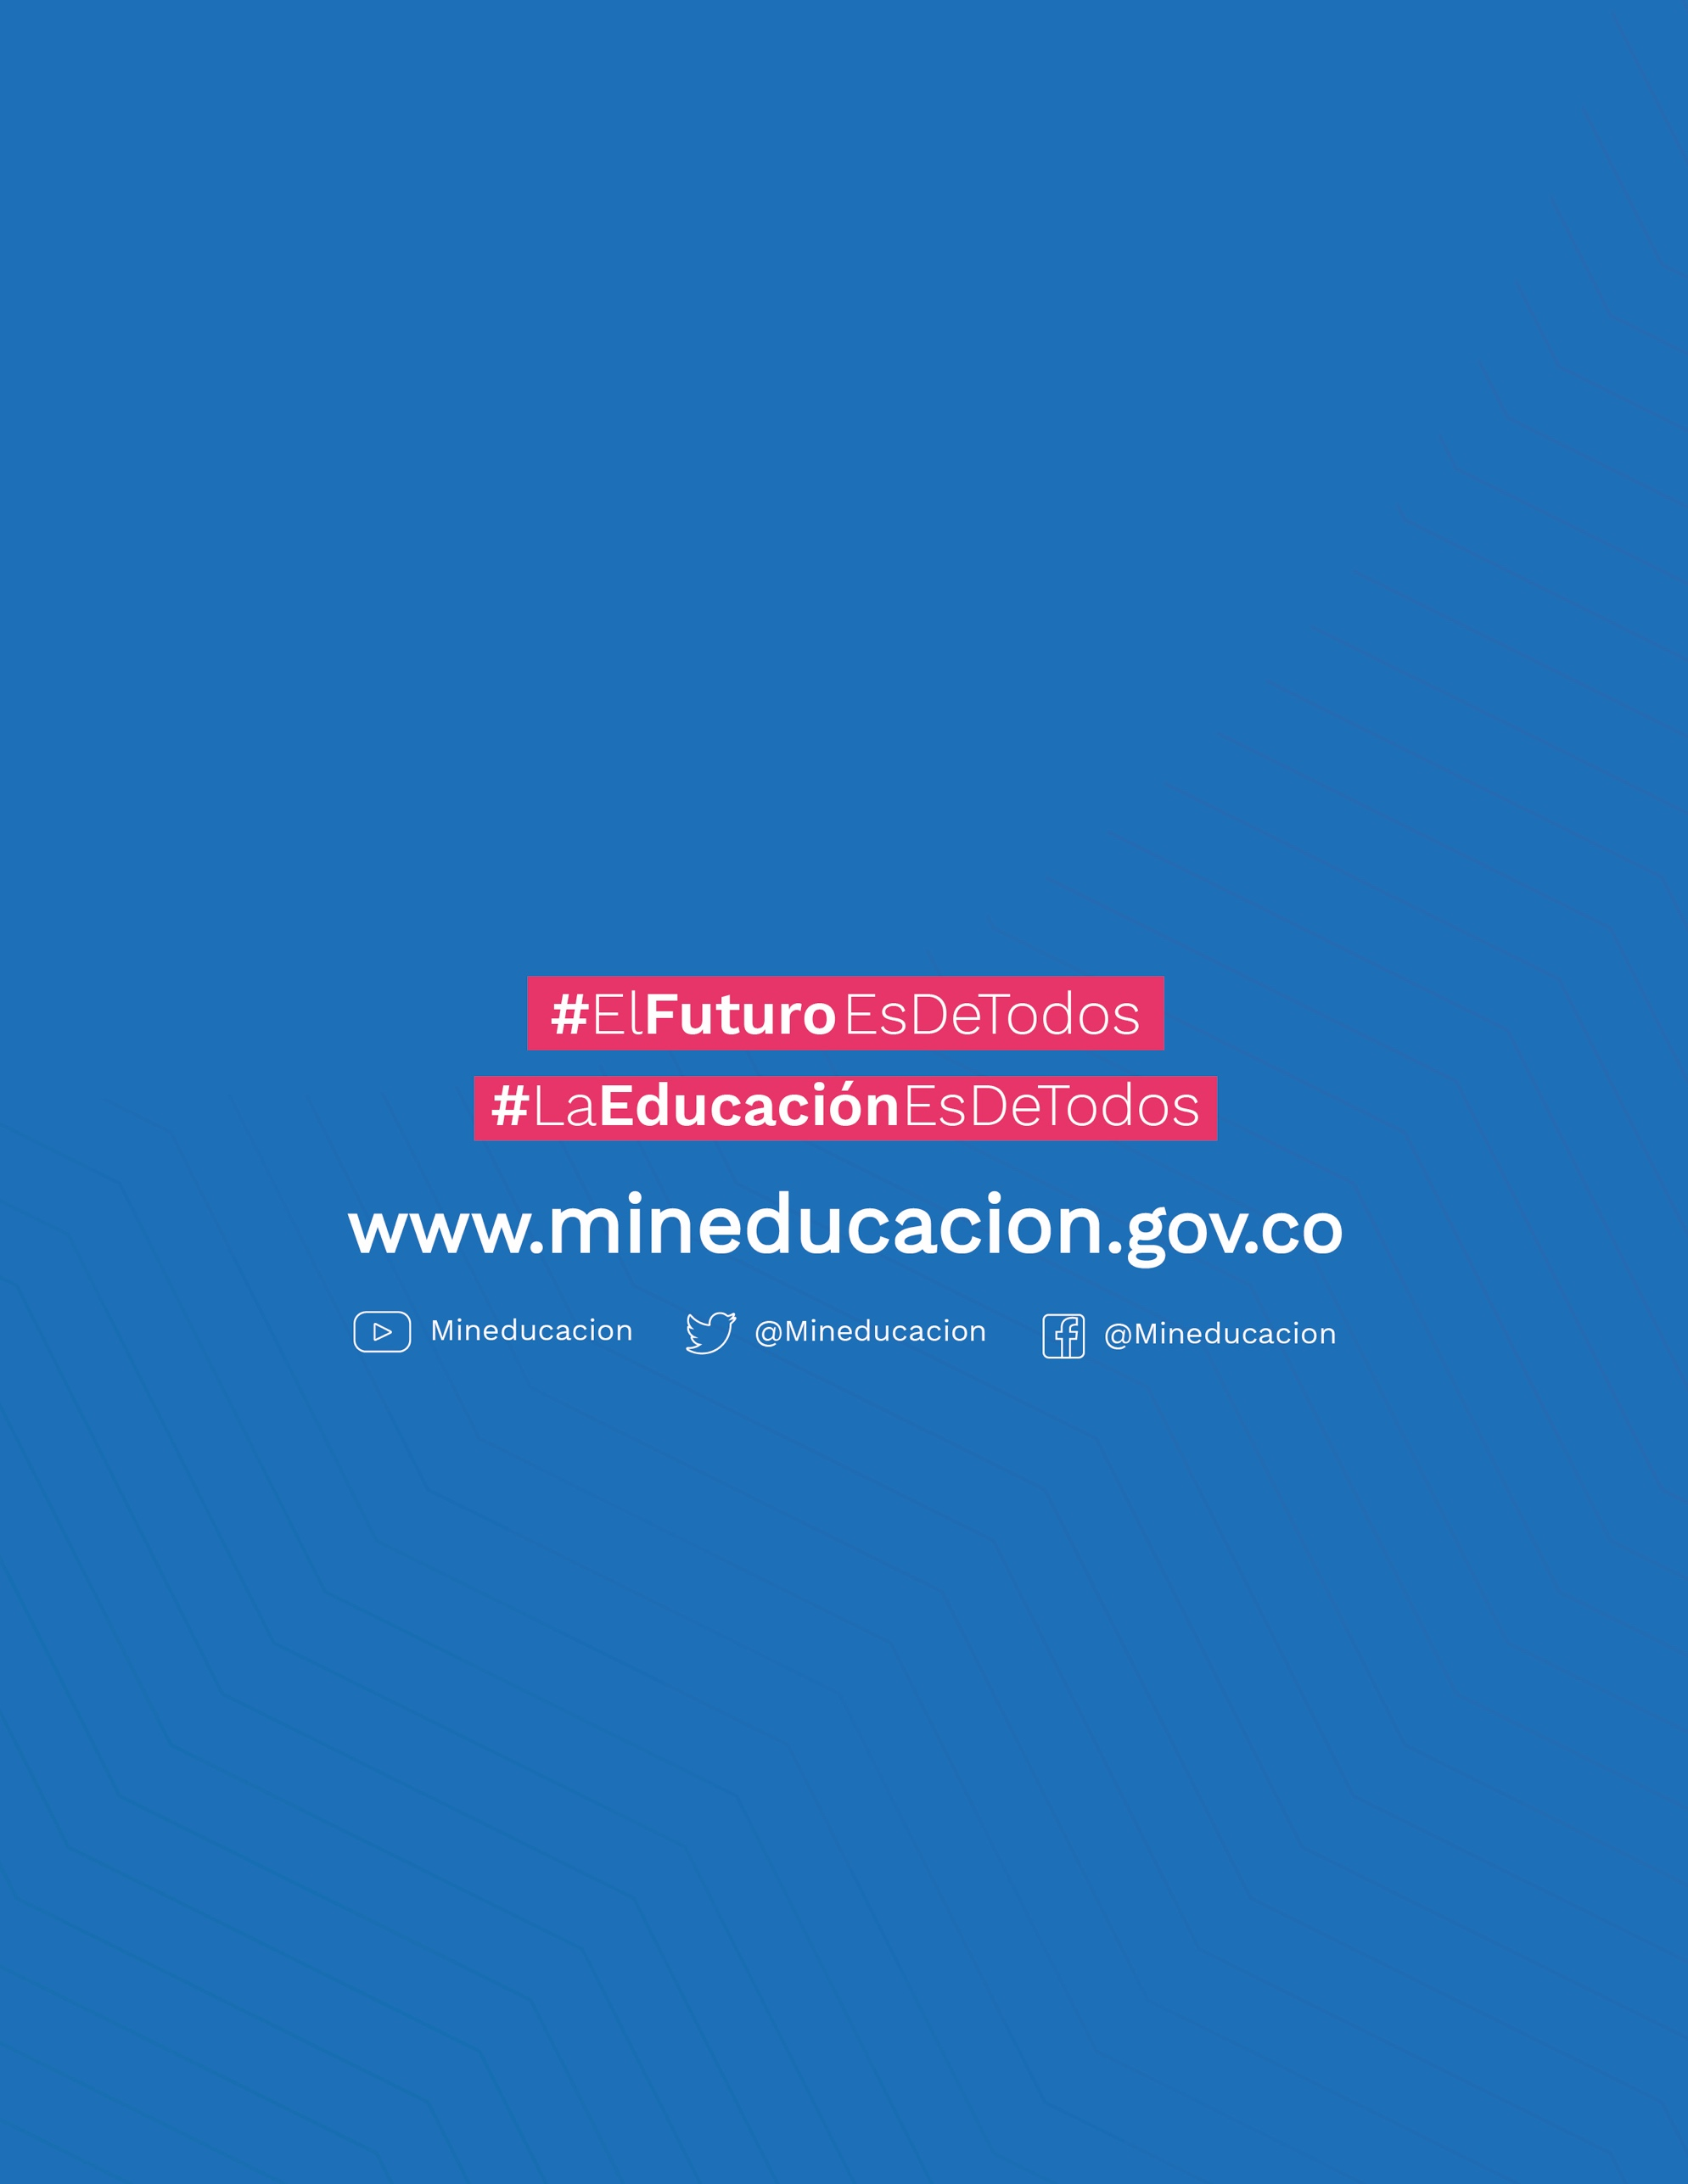 #ElFuturoEsDeTodos
#LaEducaciónEsDeTodos
www.mineducacion.gov.co
Mineducacion @Mineducacion @Mineducacion